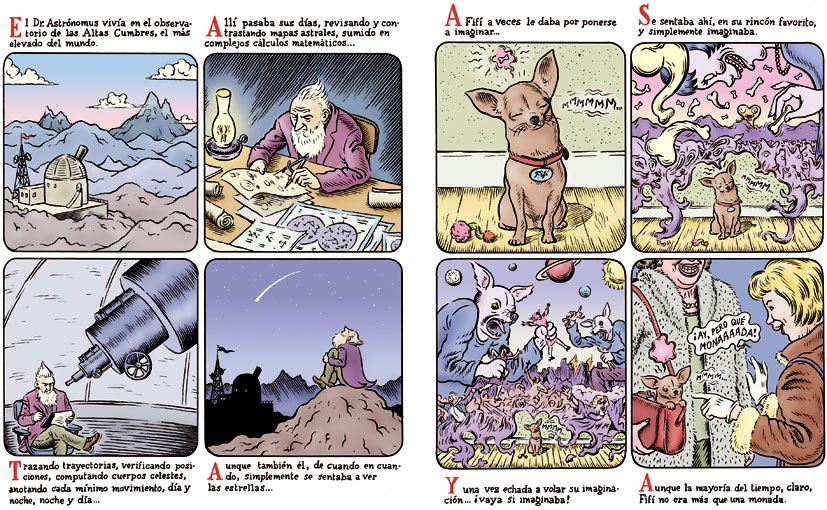 El Dr. Astrónomus vivía en el observa-
torio de las Altas Cumbres, el más
elevado del mundo.
Allí pasaba sus días, revisando y con-
trastando mapas astrales, sumido en
complejos cálculos matemáticos...
Trazando trayectorias, verificando posi-
ciones, computando cuerpos celestes,
anotando cada mínimo movimiento, día y
noche, noche y día...
Aunque también él, de cuando en cuan-
do, simplemente se sentaba a ver
las estrellas...
A Fifí a veces le daba por ponerse
a imaginar...
MMMMMM...
Fifí
Se sentaba ahí, en su rincón favorito,
y simplemente imaginaba.
MMMM,
Y una vez echada a volar su imagina-
ción... ¡vaya si imaginaba!
¡AY, PERO QUÉ
MONAAAADA!
MMMM,
Aunque la mayoría del tiempo, claro,
Fifí no era más que una monada.